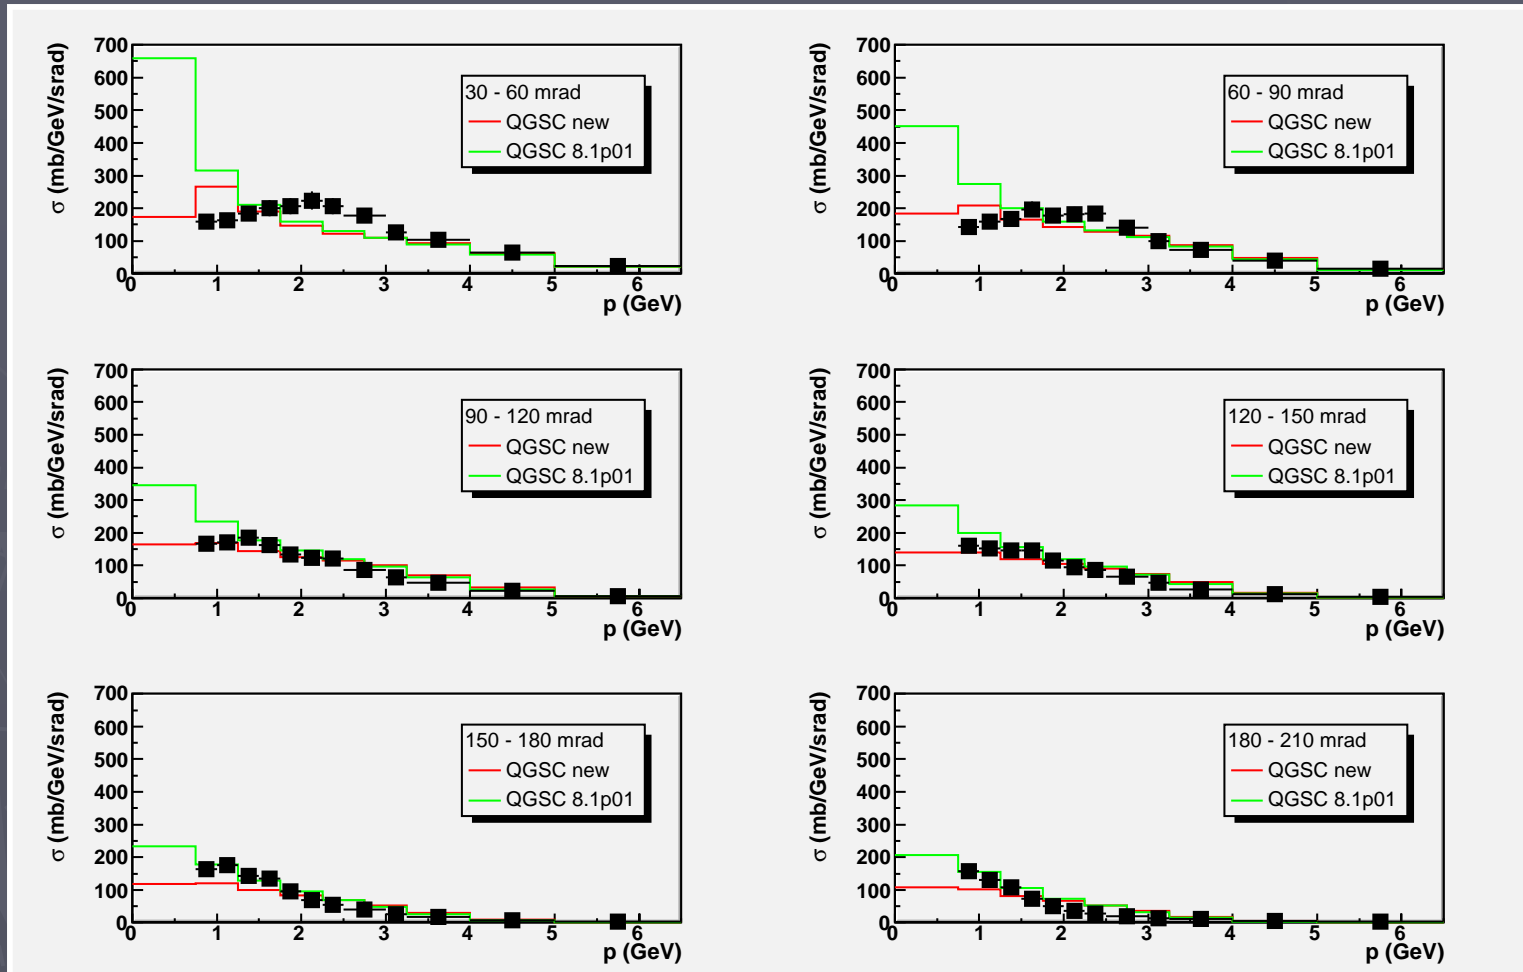 σ (mb/GeV/srad)
700
600
500
400
300
200
100
0
30 - 60 mrad
QGSC new
QGSC 8.1p01
0 1 2 3 4 5 6
p (GeV)
σ (mb/GeV/srad)
700
600
500
400
300
200
100
0
60 - 90 mrad
QGSC new
QGSC 8.1p01
0 1 2 3 4 5 6
p (GeV)
σ (mb/GeV/srad)
700
600
500
400
300
200
100
0
90 - 120 mrad
QGSC new
QGSC 8.1p01
0 1 2 3 4 5 6
p (GeV)
σ (mb/GeV/srad)
700
600
500
400
300
200
100
0
120 - 150 mrad
QGSC new
QGSC 8.1p01
0 1 2 3 4 5 6
p (GeV)
σ (mb/GeV/srad)
700
600
500
400
300
200
100
0
150 - 180 mrad
QGSC new
QGSC 8.1p01
0 1 2 3 4 5 6
p (GeV)
σ (mb/GeV/srad)
700
600
500
400
300
200
100
0
180 - 210 mrad
QGSC new
QGSC 8.1p01
0 1 2 3 4 5 6
p (GeV)